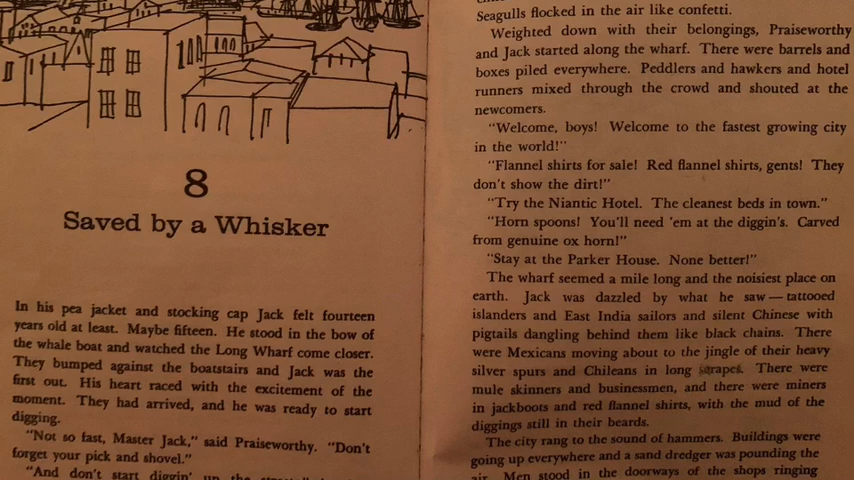 8
Saved by a Whisker
In his pea jacket and stocking cap Jack felt fourteen
years old at least. Maybe fifteen. He stood in the bow of
the whale boat and watched the Long Wharf come closer.
They bumped against the boatstairs and Jack was the
first out. His heart raced with the excitement of the
moment. They had arrived, and he was ready to start
digging.
"Not so fast, Master Jack," said Praiseworthy. "Don't
forget your pick and shovel."
"And don't start diggin' up the
Seagulls flocked in the air like confetti.
Weighted down with their belongings, Praiseworthy
and Jack started along the wharf. There were barrels and
boxes piled everywhere. Peddlers and hawkers and hotel
runners mixed through the crowd and shouted at the
newcomers.
"Welcome, boys! Welcome to the fastest growing city
in the world!"
"Flannel shirts for sale! Red flannel shirts, gents! They
don't show the dirt!"
"Try the Niantic Hotel. The cleanest beds in town."
"Horn spoons! You'll need 'em at the diggin's. Carved
from genuine ox horn!"
"Stay at the Parker House. None better!"
The wharf seemed a mile long and the noisiest place on
earth. Jack was dazzled by what he saw—tattooed
islanders and East India sailors and silent Chinese with
pigtails dangling behind them like black chains. There
were Mexicans moving about to the jingle of their heavy
silver spurs and Chileans in long serapes. There were
mule skinners and businessmen, and there were miners
in jackboots and red flannel shirts, with the mud of the
diggings still in their beards.
The city rang to the sound of hammers. Buildings were
going up everywhere and a sand dredger was pounding the
air. Men stood in the doorways of the shops ringing